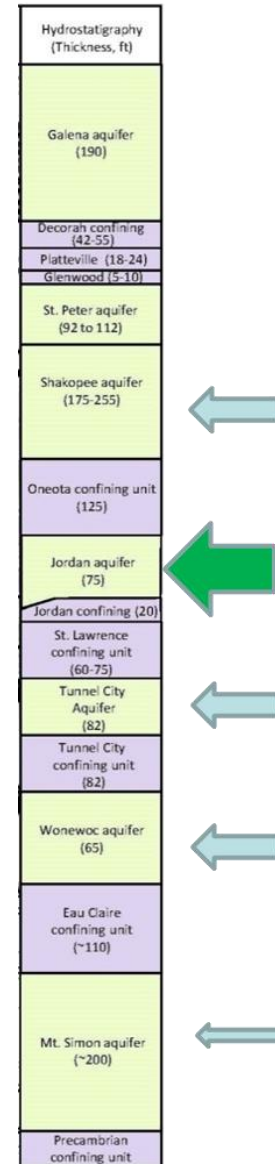 Hydrostatigraphy
(Thickness, ft)
Galena aquifer
(190)
Decorah confining
(42-55)
Platteville (18-24)
Glenwood (5-10)
St. Peter aquifer
(92 to 112)
Shakopee aquifer
(175-255)
Oneota confining unit
(125)
Jordan aquifer
(75)
Jordan confining (20)
St. Lawrence
confining unit
(60-75)
Tunnel City
Aquifer
(82)
Tunnel City
confining unit
(82)
Wonewoc aquifer
(65)
Eau Claire
confining unit
(~110)
Mt. Simon aquifer
(~200)
Precambrian
confining unit